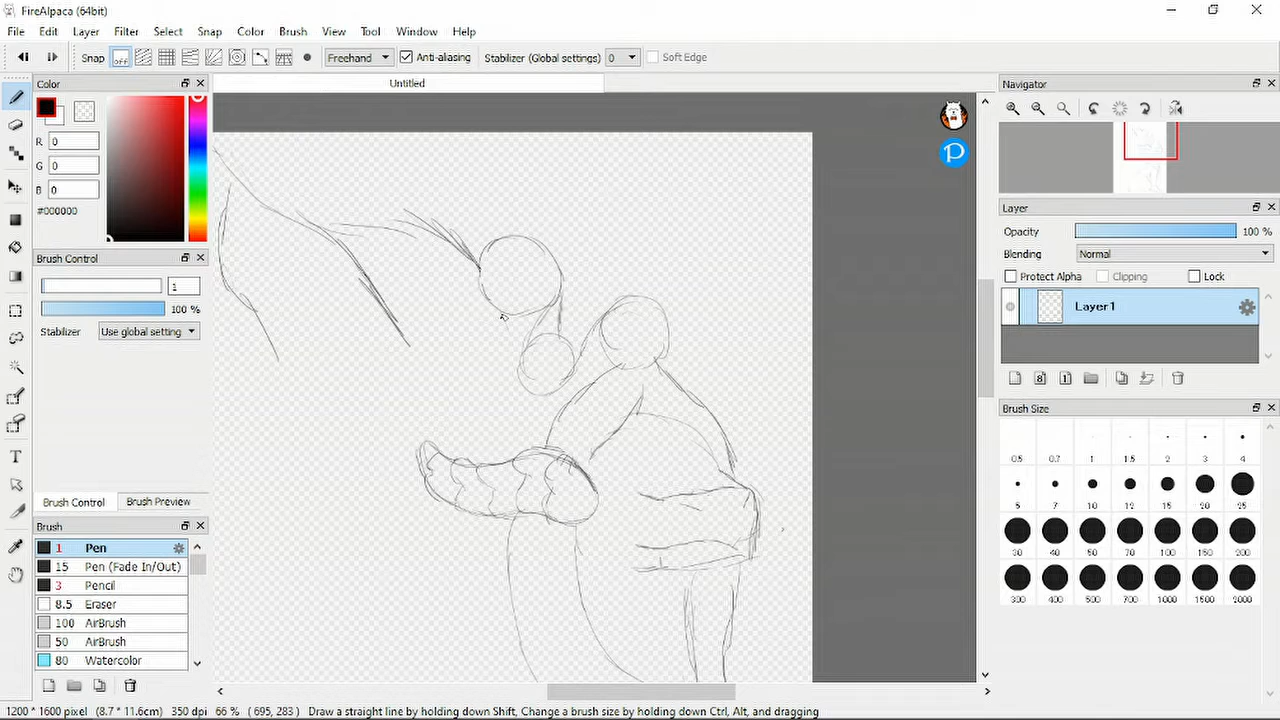 FireAlpaca (64bit)
File Edit Layer Filter Select Snap Color Brush View Tool Window Help
Snap off Freehand Anti-aliasing Stabilizer (Global settings) 0 Soft Edge
Color
Untitled
Navigator
R 0
G 0
B 0
#000000
Layer
Opacity 100 %
Blending Normal
Protect Alpha Clipping Lock
Layer1
Brush Control
1
100 %
Stabilizer Use global setting
Brush Control Brush Preview
Brush
1 Pen
15 Pen (Fade In/Out)
3 Pencil
8.5 Eraser
100 AirBrush
50 AirBrush
80 Watercolor
Brush Size
0.5 0.7 1 1.5 2 3 4
5 7 10 12 15 20 25
30 40 50 70 100 150 200
300 400 500 700 1000 1500 2000
1200 * 1600 pixel (8.7 * 11.6cm) 350 dpi 66 % ( 695, 283 ) Draw a straight line by holding down Shift, Change a brush size by holding down Ctrl, Alt, and dragging